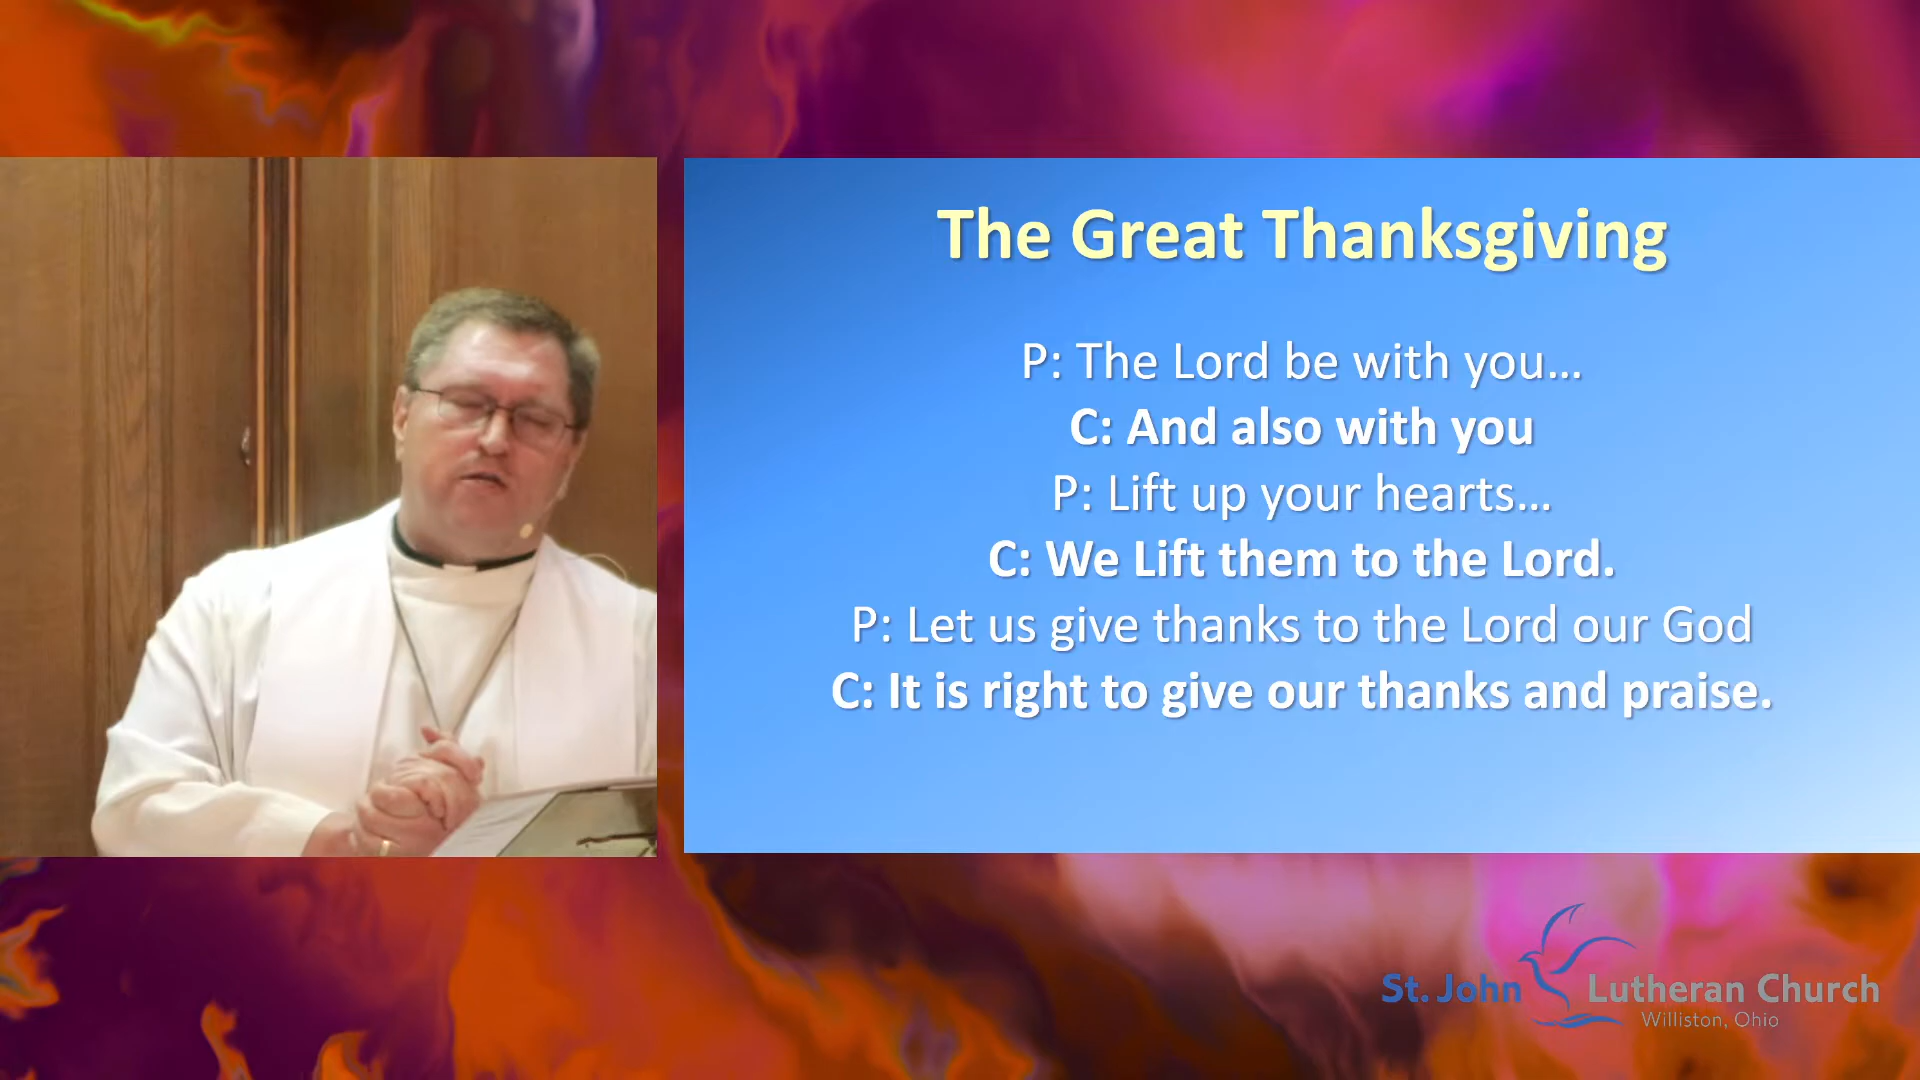 The Great Thanksgiving
P: The Lord be with you…
C: And also with you
P: Lift up your hearts…
C: We Lift them to the Lord.
P: Let us give thanks to the Lord our God
C: It is right to give our thanks and praise.
St. John Lutheran Church
Williston, Ohio